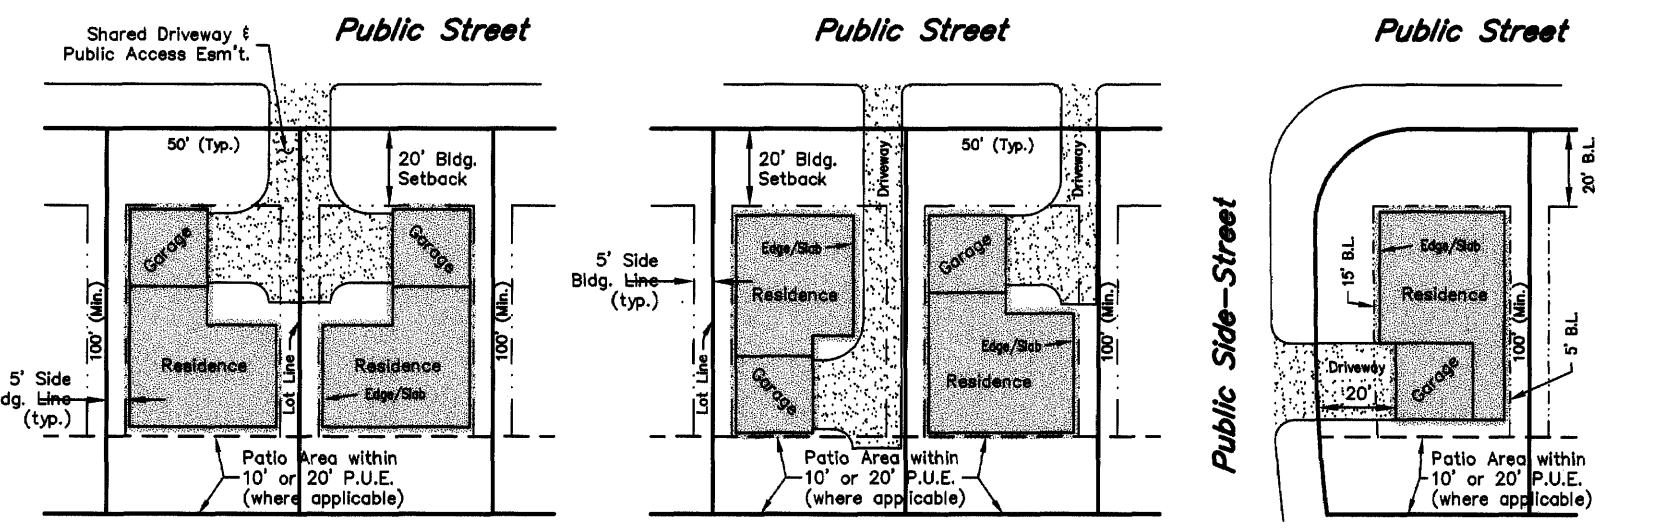 Shared Driveway &
Public Access Esm't.
Public Street
50' (Typ.)
20' Bldg.
Setback
Garage
Garage
100' (Min.)
100' (Min.)
Residence
Residence
Edge/Slab
Lot Line
5' Side
dg. Line
(typ.)
Patio Area within
10' or 20' P.U.E.
(where applicable)
Public Street
20' Bldg.
Setback
Driveway
50' (Typ.)
Driveway
5' Side
Bldg. Line
(typ.)
Edge/Slab
Residence
Garage
Garage
Edge/Slab
Residence
Lot Line
100' (Min.)
Patio Area within
10' or 20' P.U.E.
(where applicable)
Public Street
Public Side-Street
20' B.L.
15' B.L.
Edge/Slab
Residence
100' (Min.)
5' B.L.
Driveway
20'
Garage
Patio Area within
10' or 20' P.U.E.
(where applicable)